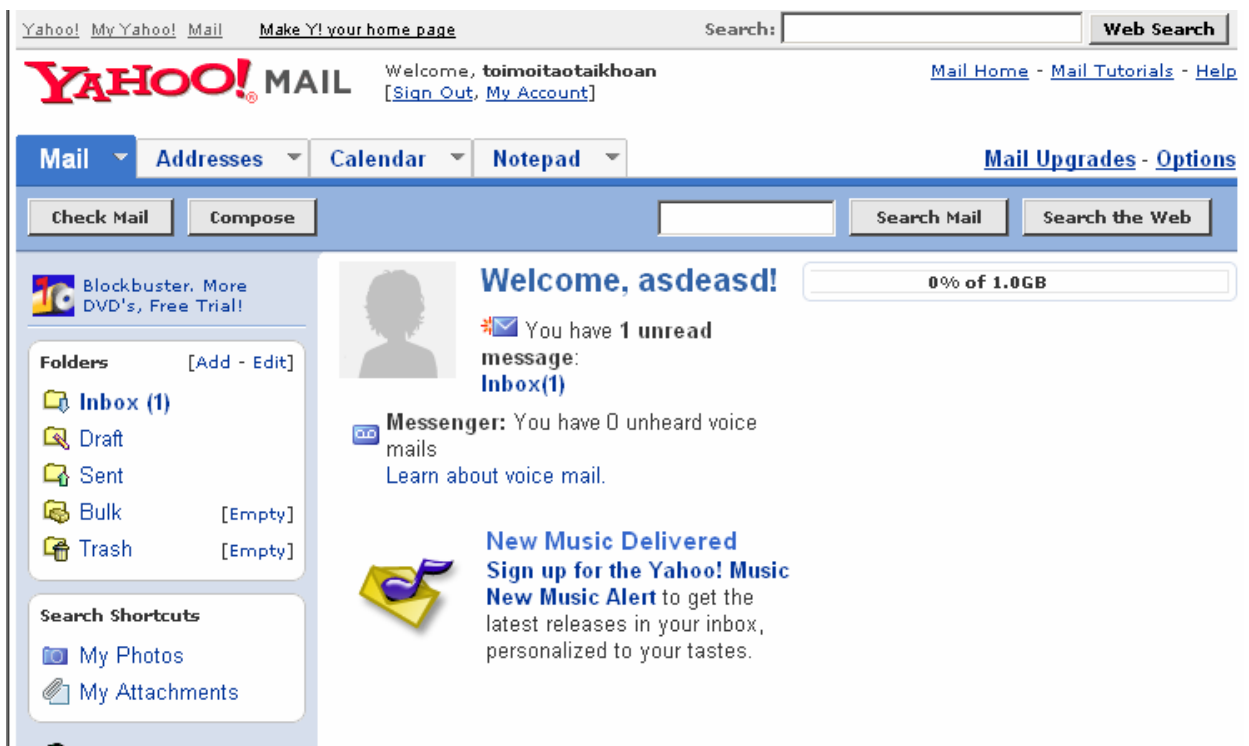 Yahoo! My Yahoo! Mail Make Y! your home page Search: Web Search
YAHOO! MAIL
Welcome, toimoitaotaikhoan
[Sign Out, My Account]
Mail Home - Mail Tutorials - Help
Mail Addresses Calendar Notepad Mail Upgrades - Options
Check Mail Compose Search Mail Search the Web
Blockbuster. More
DVD's, Free Trial!
Folders [Add - Edit]
Inbox (1)
Draft
Sent
Bulk [Empty]
Trash [Empty]
Search Shortcuts
My Photos
My Attachments
Welcome, asdeasd!
You have 1 unread
message:
Inbox(1)
Messenger: You have 0 unheard voice
mails
Learn about voice mail.
New Music Delivered
Sign up for the Yahoo! Music
New Music Alert to get the
latest releases in your inbox,
personalized to your tastes.
0% of 1.0GB